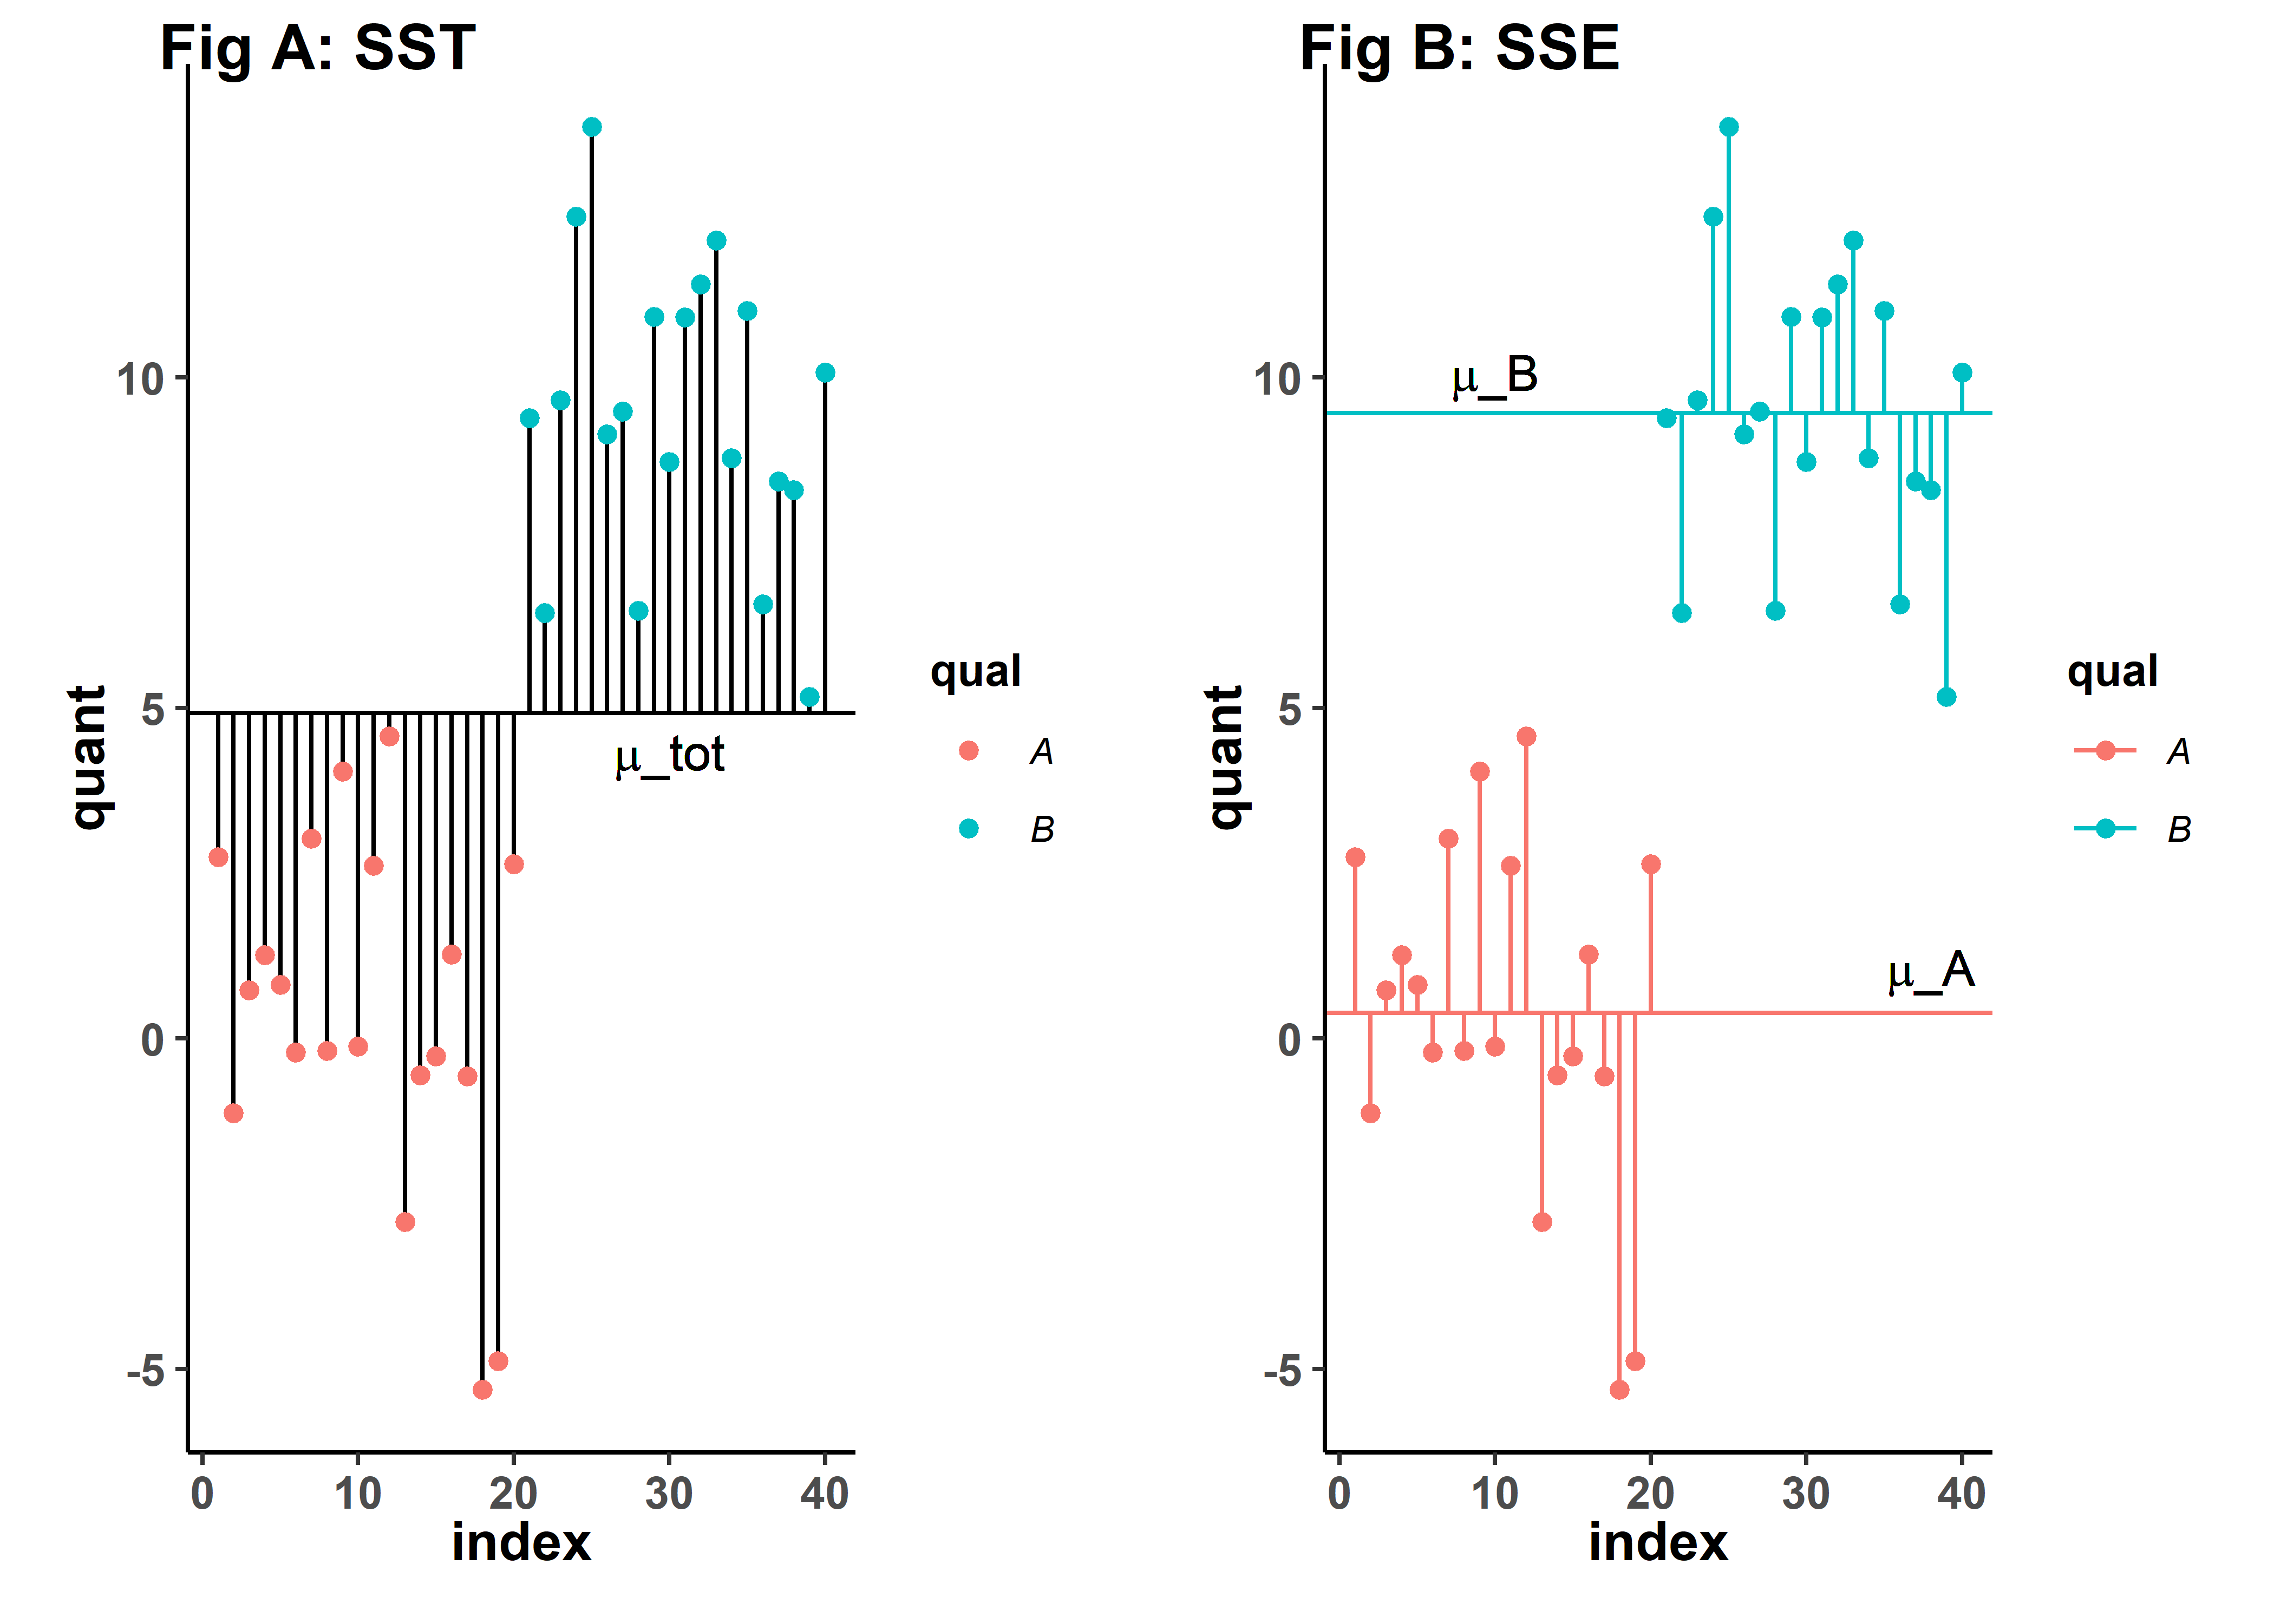 Fig A: SST
10
5
0
-5
quant
μ_tot
0 10 20 30 40
index
qual
A
B
Fig B: SSE
10
5
0
-5
quant
μ_B
μ_A
0 10 20 30 40
index
qual
A
B